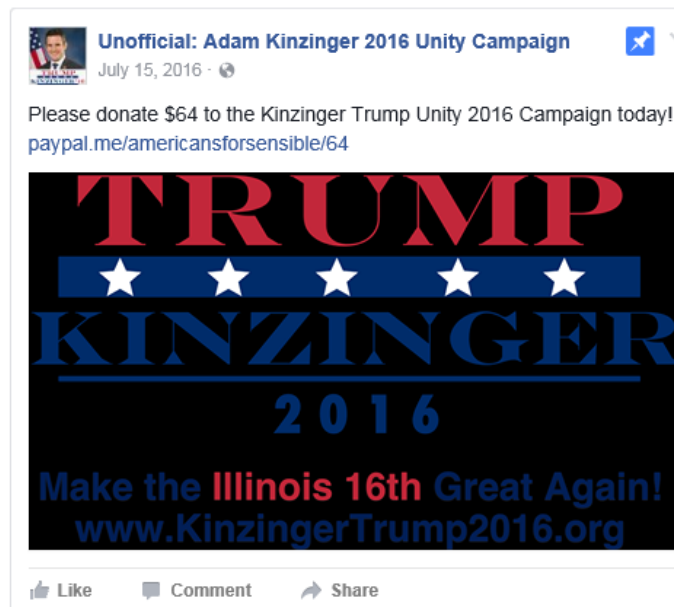 Unofficial: Adam Kinzinger 2016 Unity Campaign
July 15, 2016 ·
Please donate $64 to the Kinzinger Trump Unity 2016 Campaign today!
paypal.me/americansforsensible/64
TRUMP
KINZINGER
2016
Make the Illinois 16th Great Again!
www.KinzingerTrump2016.org
Like Comment Share